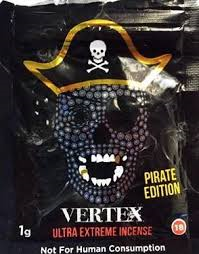 PIRATE
EDITION
VERTEX
1g
ULTRA EXTREME INCENSE
18
Not For Human Consumption